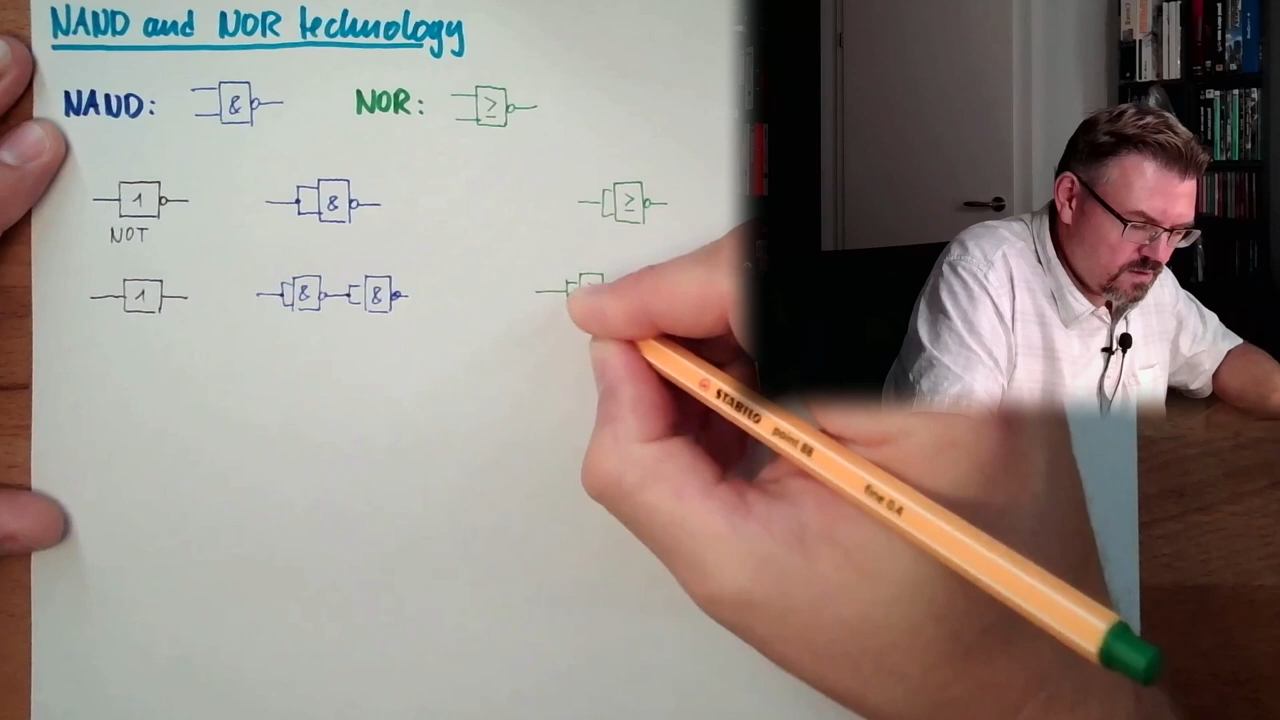 NAND and NOR technology
NAND: & NOR: ≥
1 & ≥
NOT
1 & &
STABILO point 88 fine 0.4